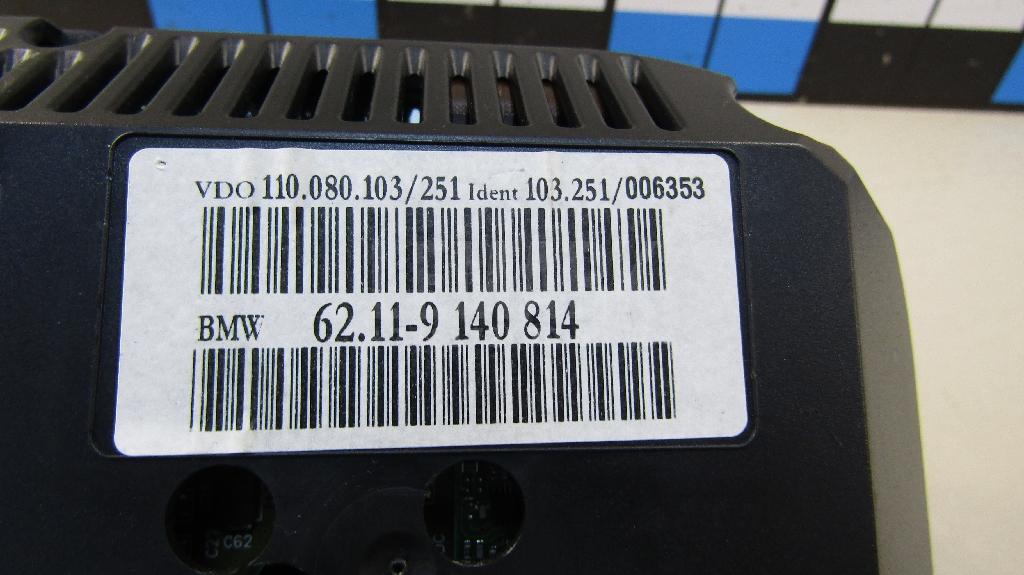 VDO 110.080.103/251 Ident 103.251/006353
BMW 62.11-9 140 814
C62